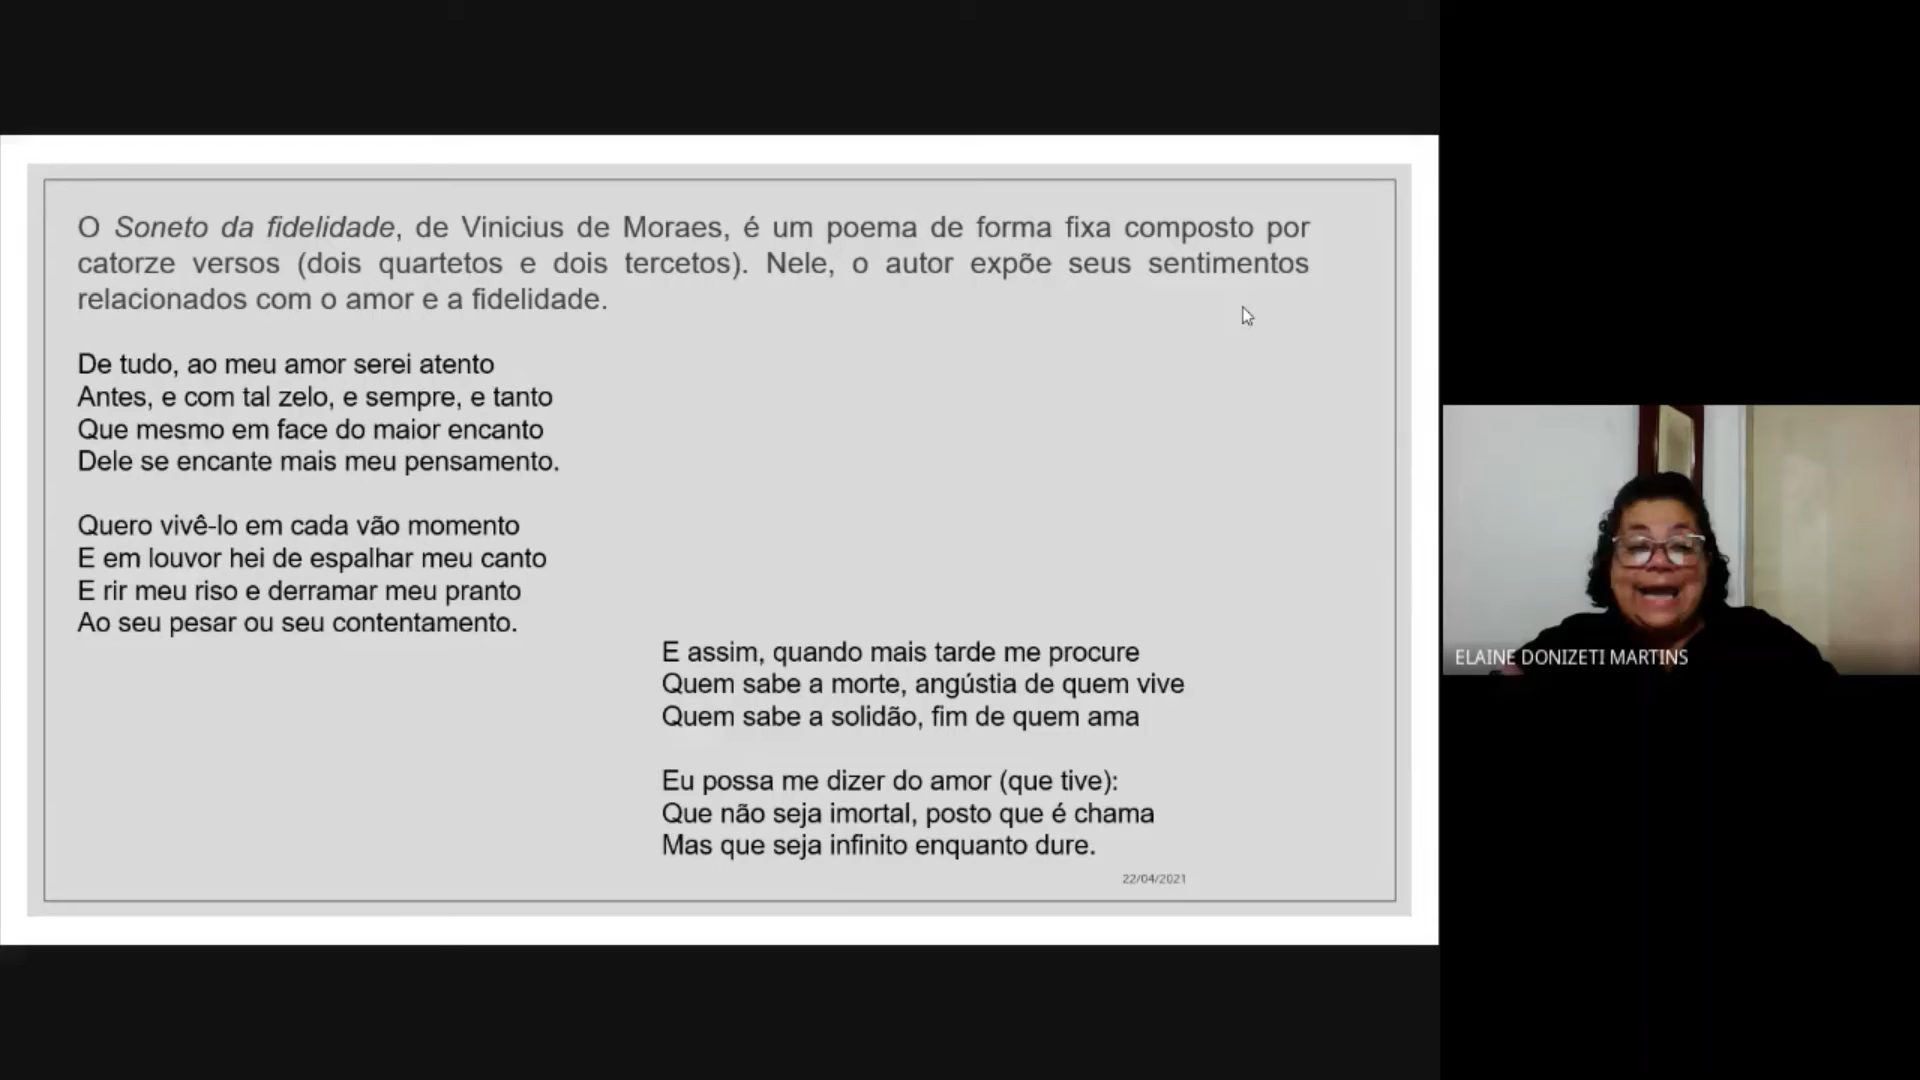 O Soneto da fidelidade, de Vinicius de Moraes, é um poema de forma fixa composto por
catorze versos (dois quartetos e dois tercetos). Nele, o autor expõe seus sentimentos
relacionados com o amor e a fidelidade.
De tudo, ao meu amor serei atento
Antes, e com tal zelo, e sempre, e tanto
Que mesmo em face do maior encanto
Dele se encante mais meu pensamento.
Quero vivê-lo em cada vão momento
E em louvor hei de espalhar meu canto
E rir meu riso e derramar meu pranto
Ao seu pesar ou seu contentamento.
E assim, quando mais tarde me procure
Quem sabe a morte, angústia de quem vive
Quem sabe a solidão, fim de quem ama
Eu possa me dizer do amor (que tive):
Que não seja imortal, posto que é chama
Mas que seja infinito enquanto dure.
22/04/2021
ELAINE DONIZETI MARTINS